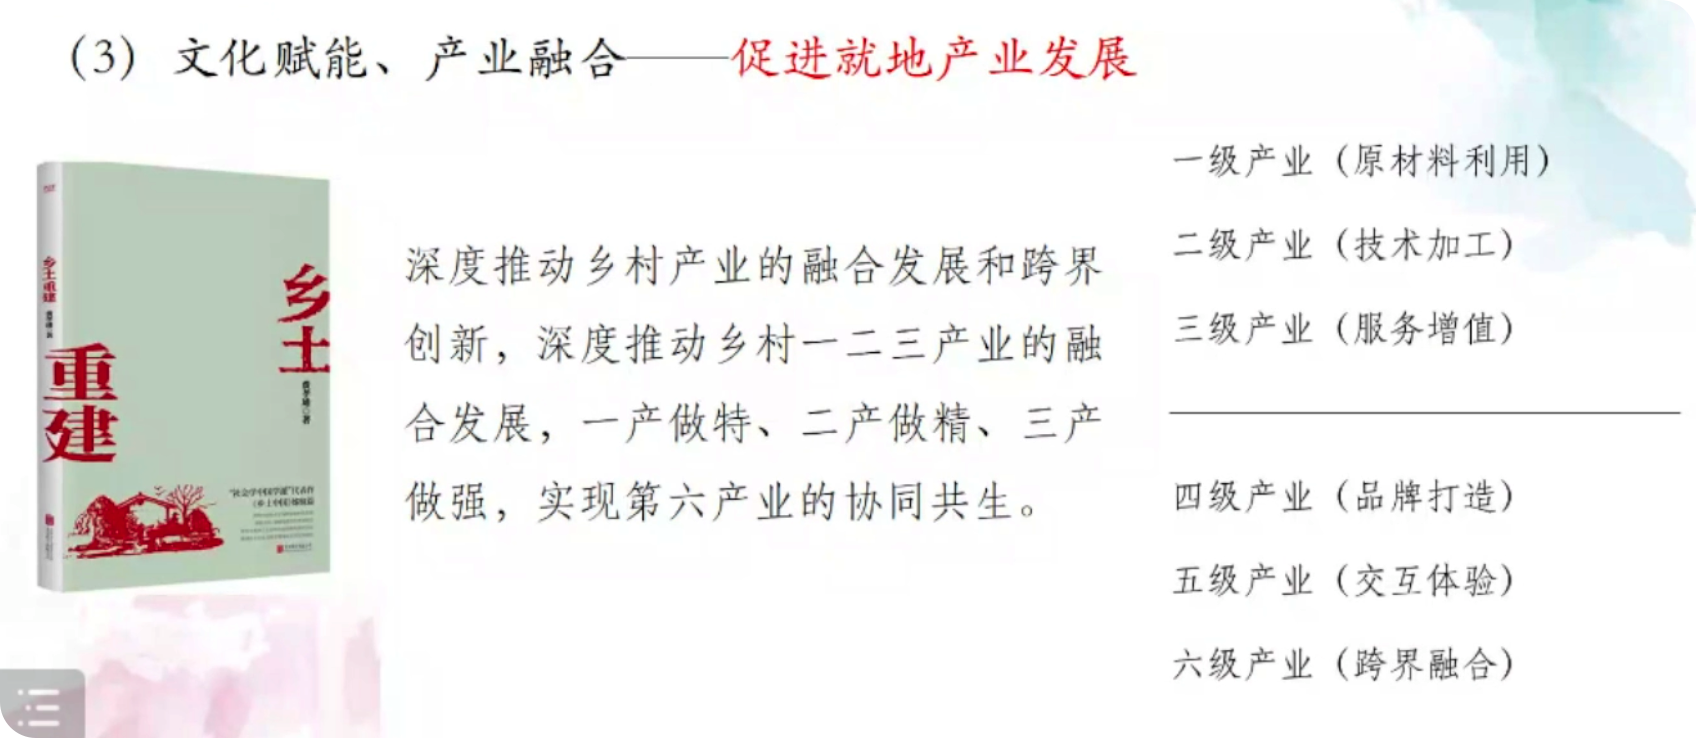 （3）文化赋能、产业融合——促进就地产业发展
乡土
重建
费孝通 著
乡土重建
“社会学中国学派”代表作
《乡土中国》姊妹篇
深度推动乡村产业的融合发展和跨界
创新，深度推动乡村一二三产业的融
合发展，一产做特、二产做精、三产
做强，实现第六产业的协同共生。
一级产业（原材料利用）
二级产业（技术加工）
三级产业（服务增值）
四级产业（品牌打造）
五级产业（交互体验）
六级产业（跨界融合）